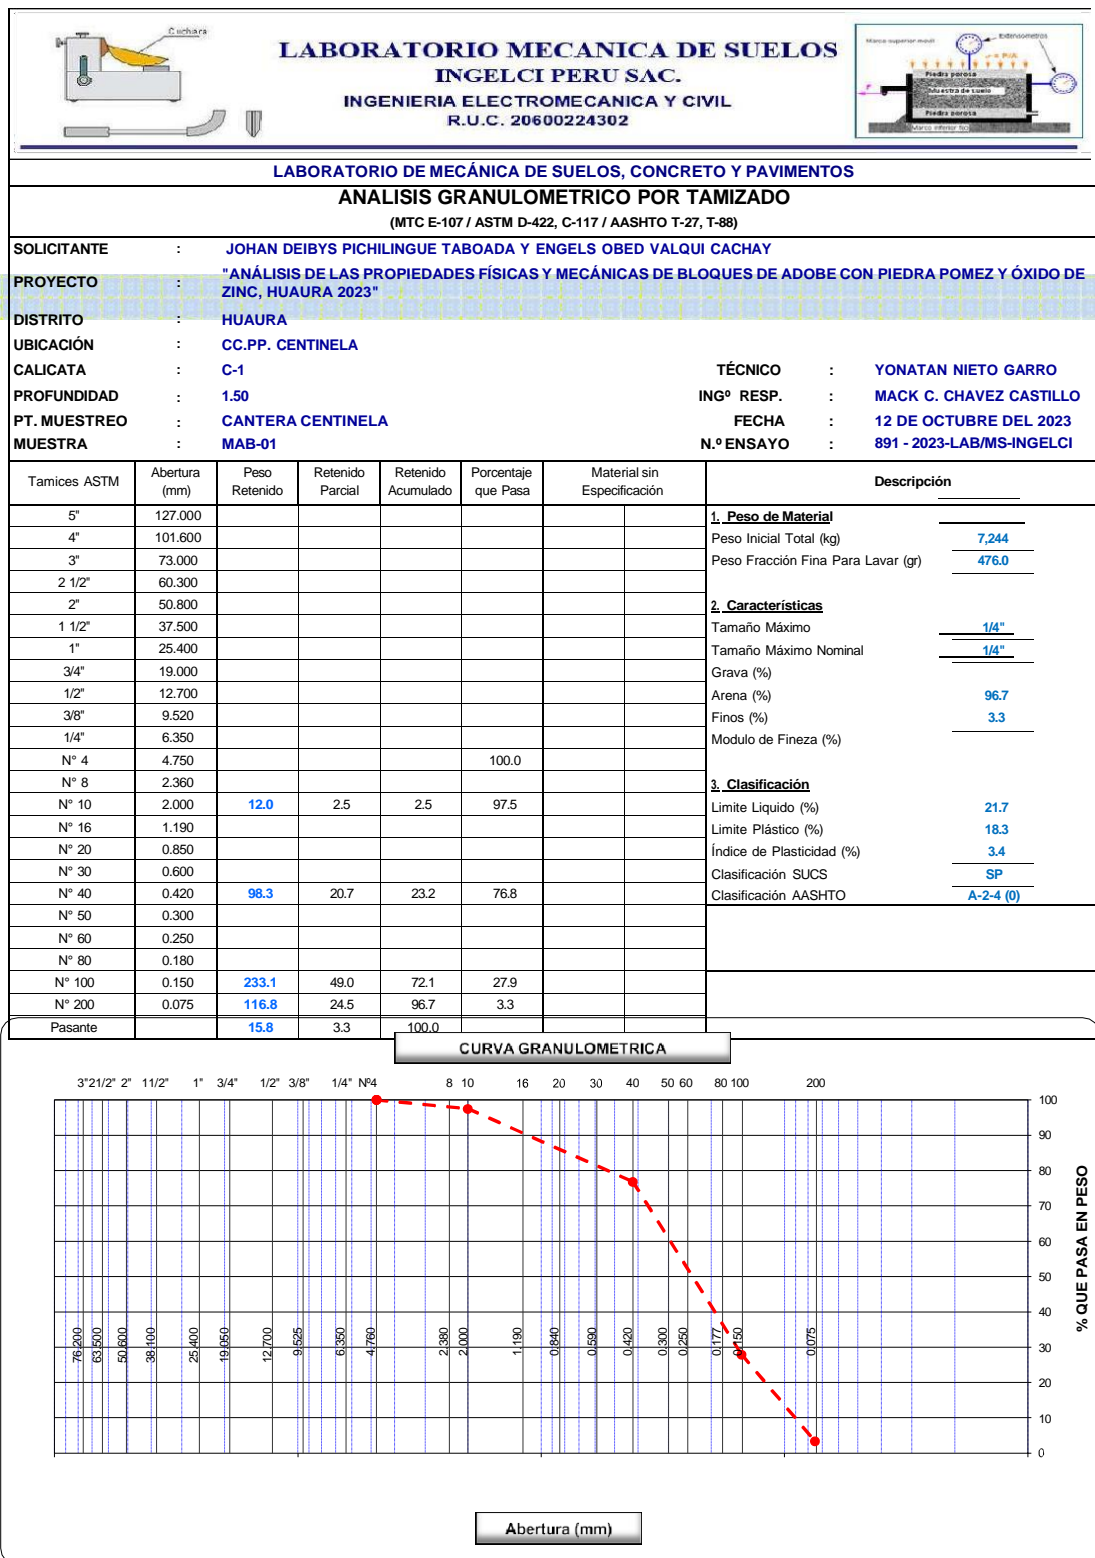 Cuchara
LABORATORIO MECANICA DE SUELOS
INGELCI PERU SAC.
INGENIERIA ELECTROMECANICA Y CIVIL
R.U.C. 20600224302
Marco superior movil
Extensometros
Piedra porosa
Muestra de suelo
Piedra porosa
Marco inferior fijo
LABORATORIO DE MECÁNICA DE SUELOS, CONCRETO Y PAVIMENTOS
ANALISIS GRANULOMETRICO POR TAMIZADO
(MTC E-107 / ASTM D-422, C-117 / AASHTO T-27, T-88)
SOLICITANTE : JOHAN DEIBYS PICHILINGUE TABOADA Y ENGELS OBED VALQUI CACHAY
PROYECTO : "ANÁLISIS DE LAS PROPIEDADES FÍSICAS Y MECÁNICAS DE BLOQUES DE ADOBE CON PIEDRA POMEZ Y ÓXIDO DE
ZINC, HUAURA 2023"
DISTRITO : HUAURA
UBICACIÓN : CC.PP. CENTINELA
CALICATA : C-1 TÉCNICO : YONATAN NIETO GARRO
PROFUNDIDAD : 1.50 INGº RESP. : MACK C. CHAVEZ CASTILLO
PT. MUESTREO : CANTERA CENTINELA FECHA : 12 DE OCTUBRE DEL 2023
MUESTRA : MAB-01 N.º ENSAYO : 891 - 2023-LAB/MS-INGELCI
Tamices ASTM Abertura (mm) Peso Retenido Retenido Parcial Retenido Acumulado Porcentaje que Pasa Material sin Especificación Descripción
5" 127.000 1. Peso de Material
4" 101.600 Peso Inicial Total (kg) 7,244
3" 73.000 Peso Fracción Fina Para Lavar (gr) 476.0
2 1/2" 60.300
2" 50.800 2. Características
1 1/2" 37.500 Tamaño Máximo 1/4"
1" 25.400 Tamaño Máximo Nominal 1/4"
3/4" 19.000 Grava (%)
1/2" 12.700 Arena (%) 96.7
3/8" 9.520 Finos (%) 3.3
1/4" 6.350 Modulo de Fineza (%)
N° 4 4.750 100.0
N° 8 2.360 3. Clasificación
N° 10 2.000 12.0 2.5 2.5 97.5 Limite Liquido (%) 21.7
N° 16 1.190 Limite Plástico (%) 18.3
N° 20 0.850 Índice de Plasticidad (%) 3.4
N° 30 0.600 Clasificación SUCS SP
N° 40 0.420 98.3 20.7 23.2 76.8 Clasificación AASHTO A-2-4 (0)
N° 50 0.300
N° 60 0.250
N° 80 0.180
N° 100 0.150 233.1 49.0 72.1 27.9
N° 200 0.075 116.8 24.5 96.7 3.3
Pasante 15.8 3.3 100.0
CURVA GRANULOMETRICA
3" 21/2" 2" 11/2" 1" 3/4" 1/2" 3/8" 1/4" Nº4 8 10 16 20 30 40 50 60 80 100 200
100
90
80
70
60
50
40
30
20
10
0
% QUE PASA EN PESO
76.200 63.500 50.600 38.100 25.400 19.050 12.700 9.525 6.350 4.760 2.380 2.000 1.190 0.840 0.590 0.420 0.300 0.250 0.177 0.150 0.075
Abertura (mm)